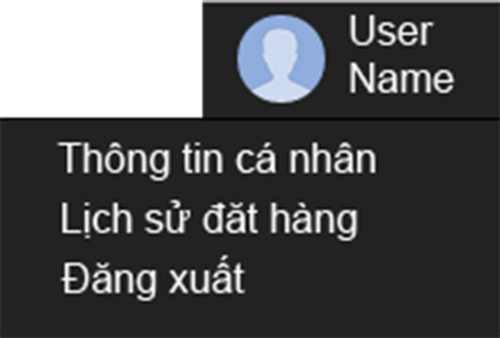 User
Name
Thông tin cá nhân
Lịch sử đăt hàng
Đăng xuất